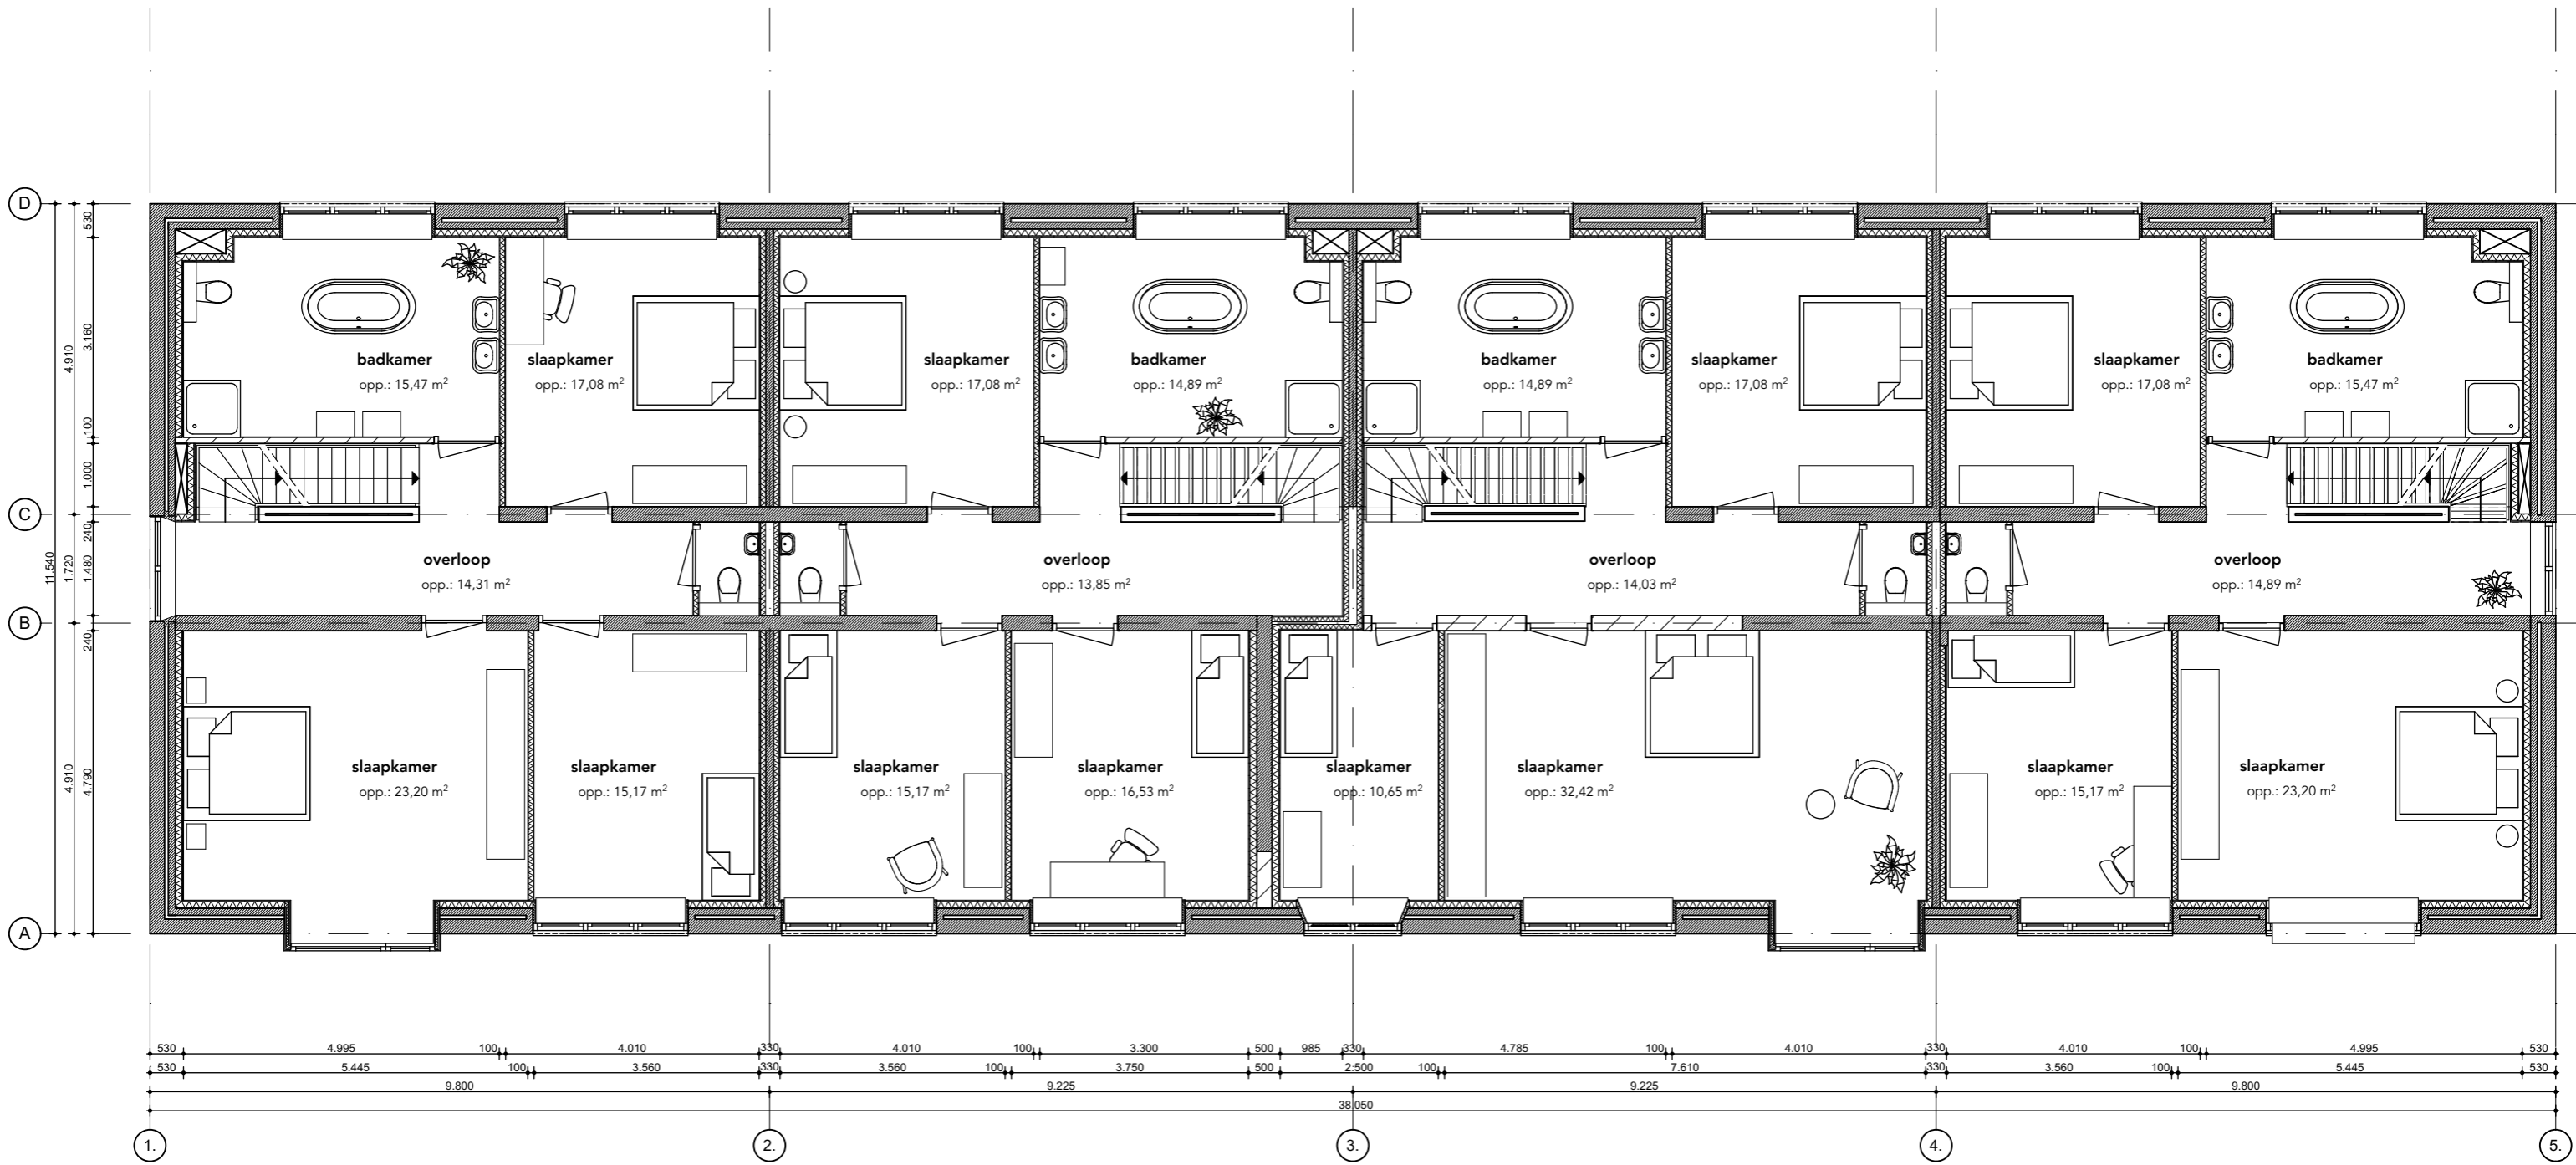 D
C
B
A
530
3.160
100
1.000
240
1.480
240
4.790
4.910
1.720
4.910
11.540
badkamer
opp.: 15,47 m²
slaapkamer
opp.: 17,08 m²
slaapkamer
opp.: 17,08 m²
badkamer
opp.: 14,89 m²
badkamer
opp.: 14,89 m²
slaapkamer
opp.: 17,08 m²
slaapkamer
opp.: 17,08 m²
badkamer
opp.: 15,47 m²
overloop
opp.: 14,31 m²
overloop
opp.: 13,85 m²
overloop
opp.: 14,03 m²
overloop
opp.: 14,89 m²
slaapkamer
opp.: 23,20 m²
slaapkamer
opp.: 15,17 m²
slaapkamer
opp.: 15,17 m²
slaapkamer
opp.: 16,53 m²
slaapkamer
opp.: 10,65 m²
slaapkamer
opp.: 32,42 m²
slaapkamer
opp.: 15,17 m²
slaapkamer
opp.: 23,20 m²
530 4.995 100 4.010 330 4.010 100 3.300 500 985 330 4.785 100 4.010 330 4.010 100 4.995 530
530 5.445 100 3.560 330 3.560 100 3.750 500 2.500 100 7.610 330 3.560 100 5.445 530
9.800 9.225 9.225 9.800
38.050
1. 2. 3. 4. 5.